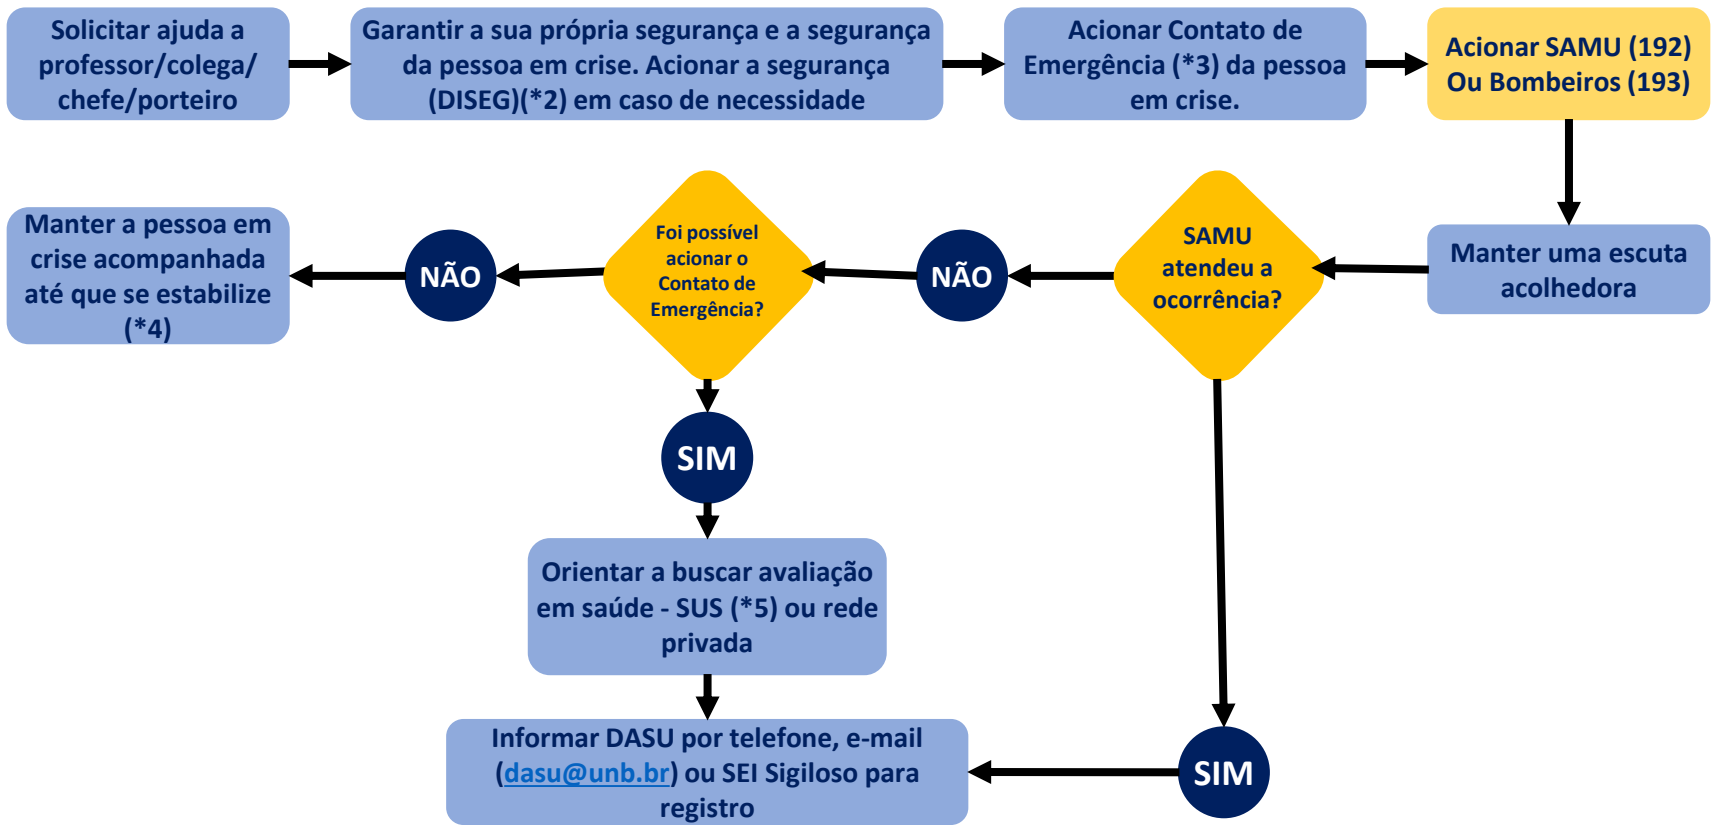 Solicitar ajuda a
professor/colega/
chefe/porteiro
Garantir a sua própria segurança e a segurança
da pessoa em crise. Acionar a segurança
(DISEG)(*2) em caso de necessidade
Acionar Contato de
Emergência (*3) da pessoa
em crise.
Acionar SAMU (192)
Ou Bombeiros (193)
Manter uma escuta
acolhedora
SAMU
atendeu a
ocorrência?
NÃO
Foi possível
acionar o
Contato de
Emergência?
NÃO
Manter a pessoa em
crise acompanhada
até que se estabilize
(*4)
SIM
Orientar a buscar avaliação
em saúde - SUS (*5) ou rede
privada
Informar DASU por telefone, e-mail
(dasu@unb.br) ou SEI Sigiloso para
registro
SIM